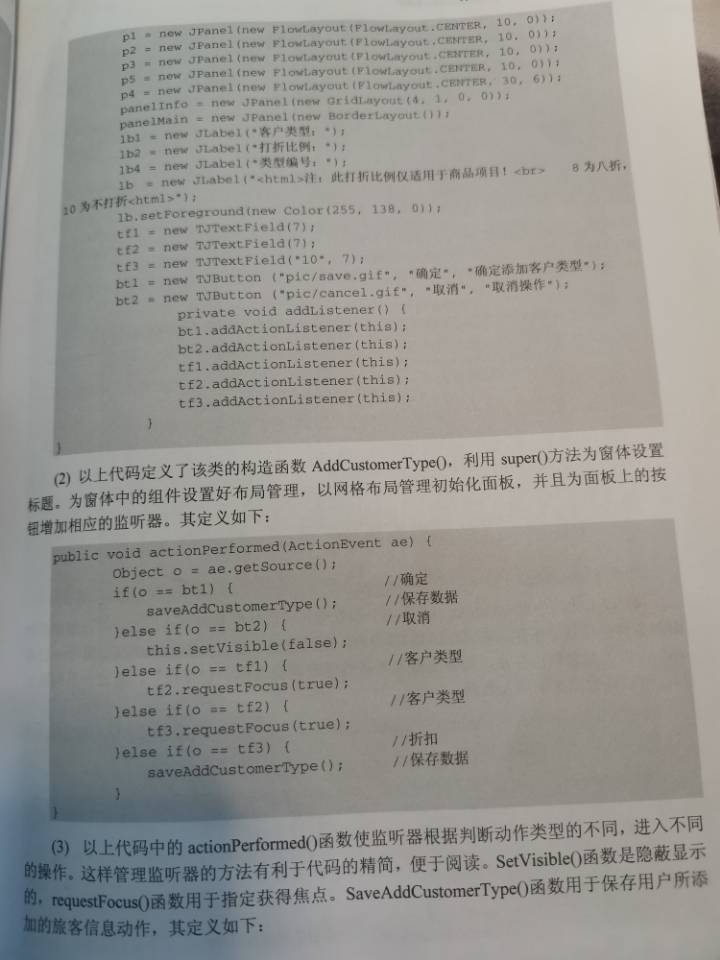 p1 = new JPanel(new FlowLayout(FlowLayout.CENTER, 10, 0));
p2 = new JPanel(new FlowLayout(FlowLayout.CENTER, 10, 0));
p3 = new JPanel(new FlowLayout(FlowLayout.CENTER, 10, 0));
p5 = new JPanel(new FlowLayout(FlowLayout.CENTER, 10, 0));
p4 = new JPanel(new FlowLayout(FlowLayout.CENTER, 30, 6));
panelInfo = new JPanel(new GridLayout(4, 1, 0, 0));
panelMain = new JPanel(new BorderLayout());
lb1 = new JLabel("客户类型: ");
lb2 = new JLabel("打折比例: ");
lb4 = new JLabel("类型编号: ");
lb = new JLabel("<html>注: 此打折比例仅适用于商品项目! <br> 8 为八折,
10 为不打折<html>");
lb.setForeground(new Color(255, 138, 0));
tf1 = new TJTextField(7);
tf2 = new TJTextField(7);
tf3 = new TJTextField("10", 7);
bt1 = new TJButton ("pic/save.gif", "确定", "确定添加客户类型");
bt2 = new TJButton ("pic/cancel.gif", "取消", "取消操作");
private void addListener() {
bt1.addActionListener(this);
bt2.addActionListener(this);
tf1.addActionListener(this);
tf2.addActionListener(this);
tf3.addActionListener(this);
}
}
(2) 以上代码定义了该类的构造函数 AddCustomerType()，利用 super()方法为窗体设置
标题。为窗体中的组件设置好布局管理，以网格布局管理初始化面板，并且为面板上的按
钮增加相应的监听器。其定义如下：
public void actionPerformed(ActionEvent ae) {
Object o = ae.getSource();
if(o == bt1) { //确定
saveAddCustomerType(); //保存数据
}else if(o == bt2) { //取消
this.setVisible(false);
}else if(o == tf1) { //客户类型
tf2.requestFocus(true);
}else if(o == tf2) { //客户类型
tf3.requestFocus(true);
}else if(o == tf3) { //折扣
saveAddCustomerType(); //保存数据
}
}
(3) 以上代码中的 actionPerformed()函数使监听器根据判断动作类型的不同，进入不同
的操作。这样管理监听器的方法有利于代码的精简，便于阅读。SetVisible()函数是隐蔽显示
的，requestFocus()函数用于指定获得焦点。SaveAddCustomerType()函数用于保存用户所添
加的旅客信息动作，其定义如下：